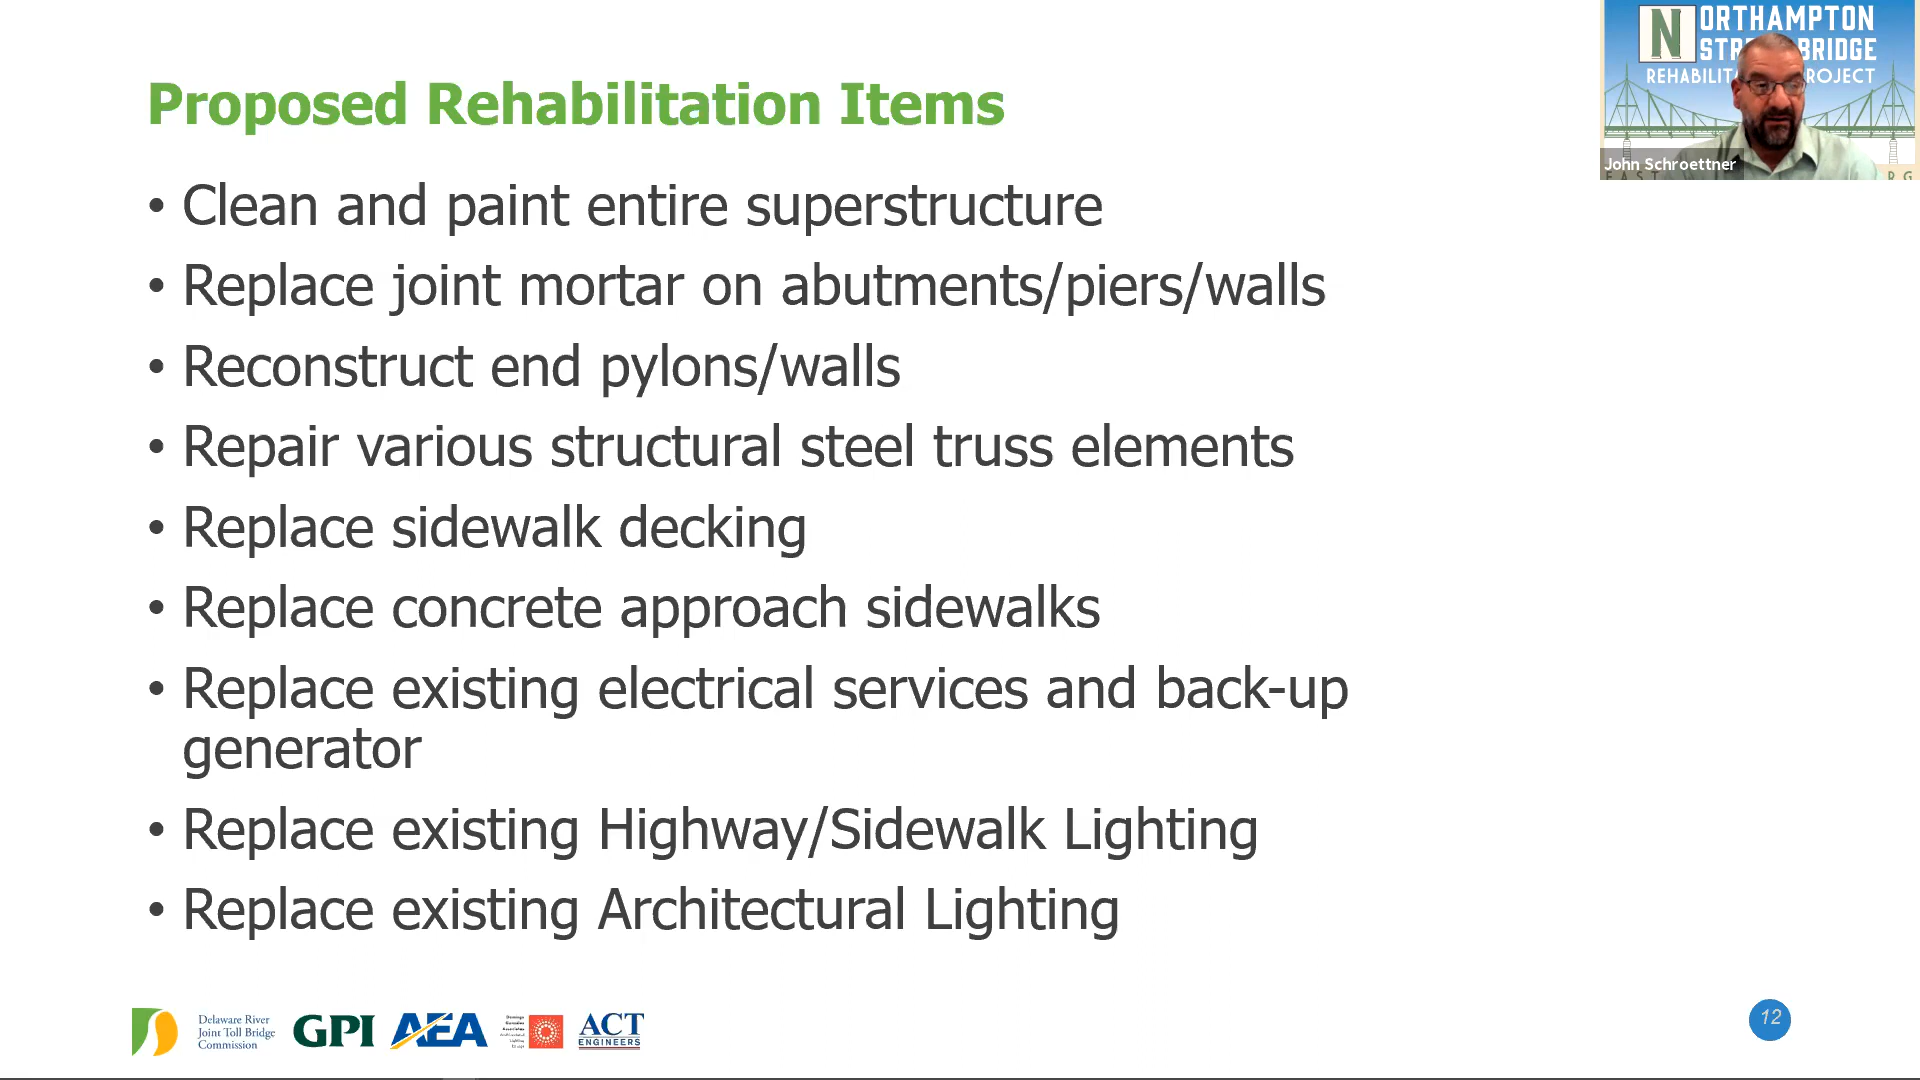 Proposed Rehabilitation Items
• Clean and paint entire superstructure
• Replace joint mortar on abutments/piers/walls
• Reconstruct end pylons/walls
• Repair various structural steel truss elements
• Replace sidewalk decking
• Replace concrete approach sidewalks
• Replace existing electrical services and back-up
generator
• Replace existing Highway/Sidewalk Lighting
• Replace existing Architectural Lighting
NORTHAMPTON
BRIDGE
John Schroettner
Delaware River
Joint Toll Bridge
Commission
GPI
AEA
ACT
ENGINEERS
12